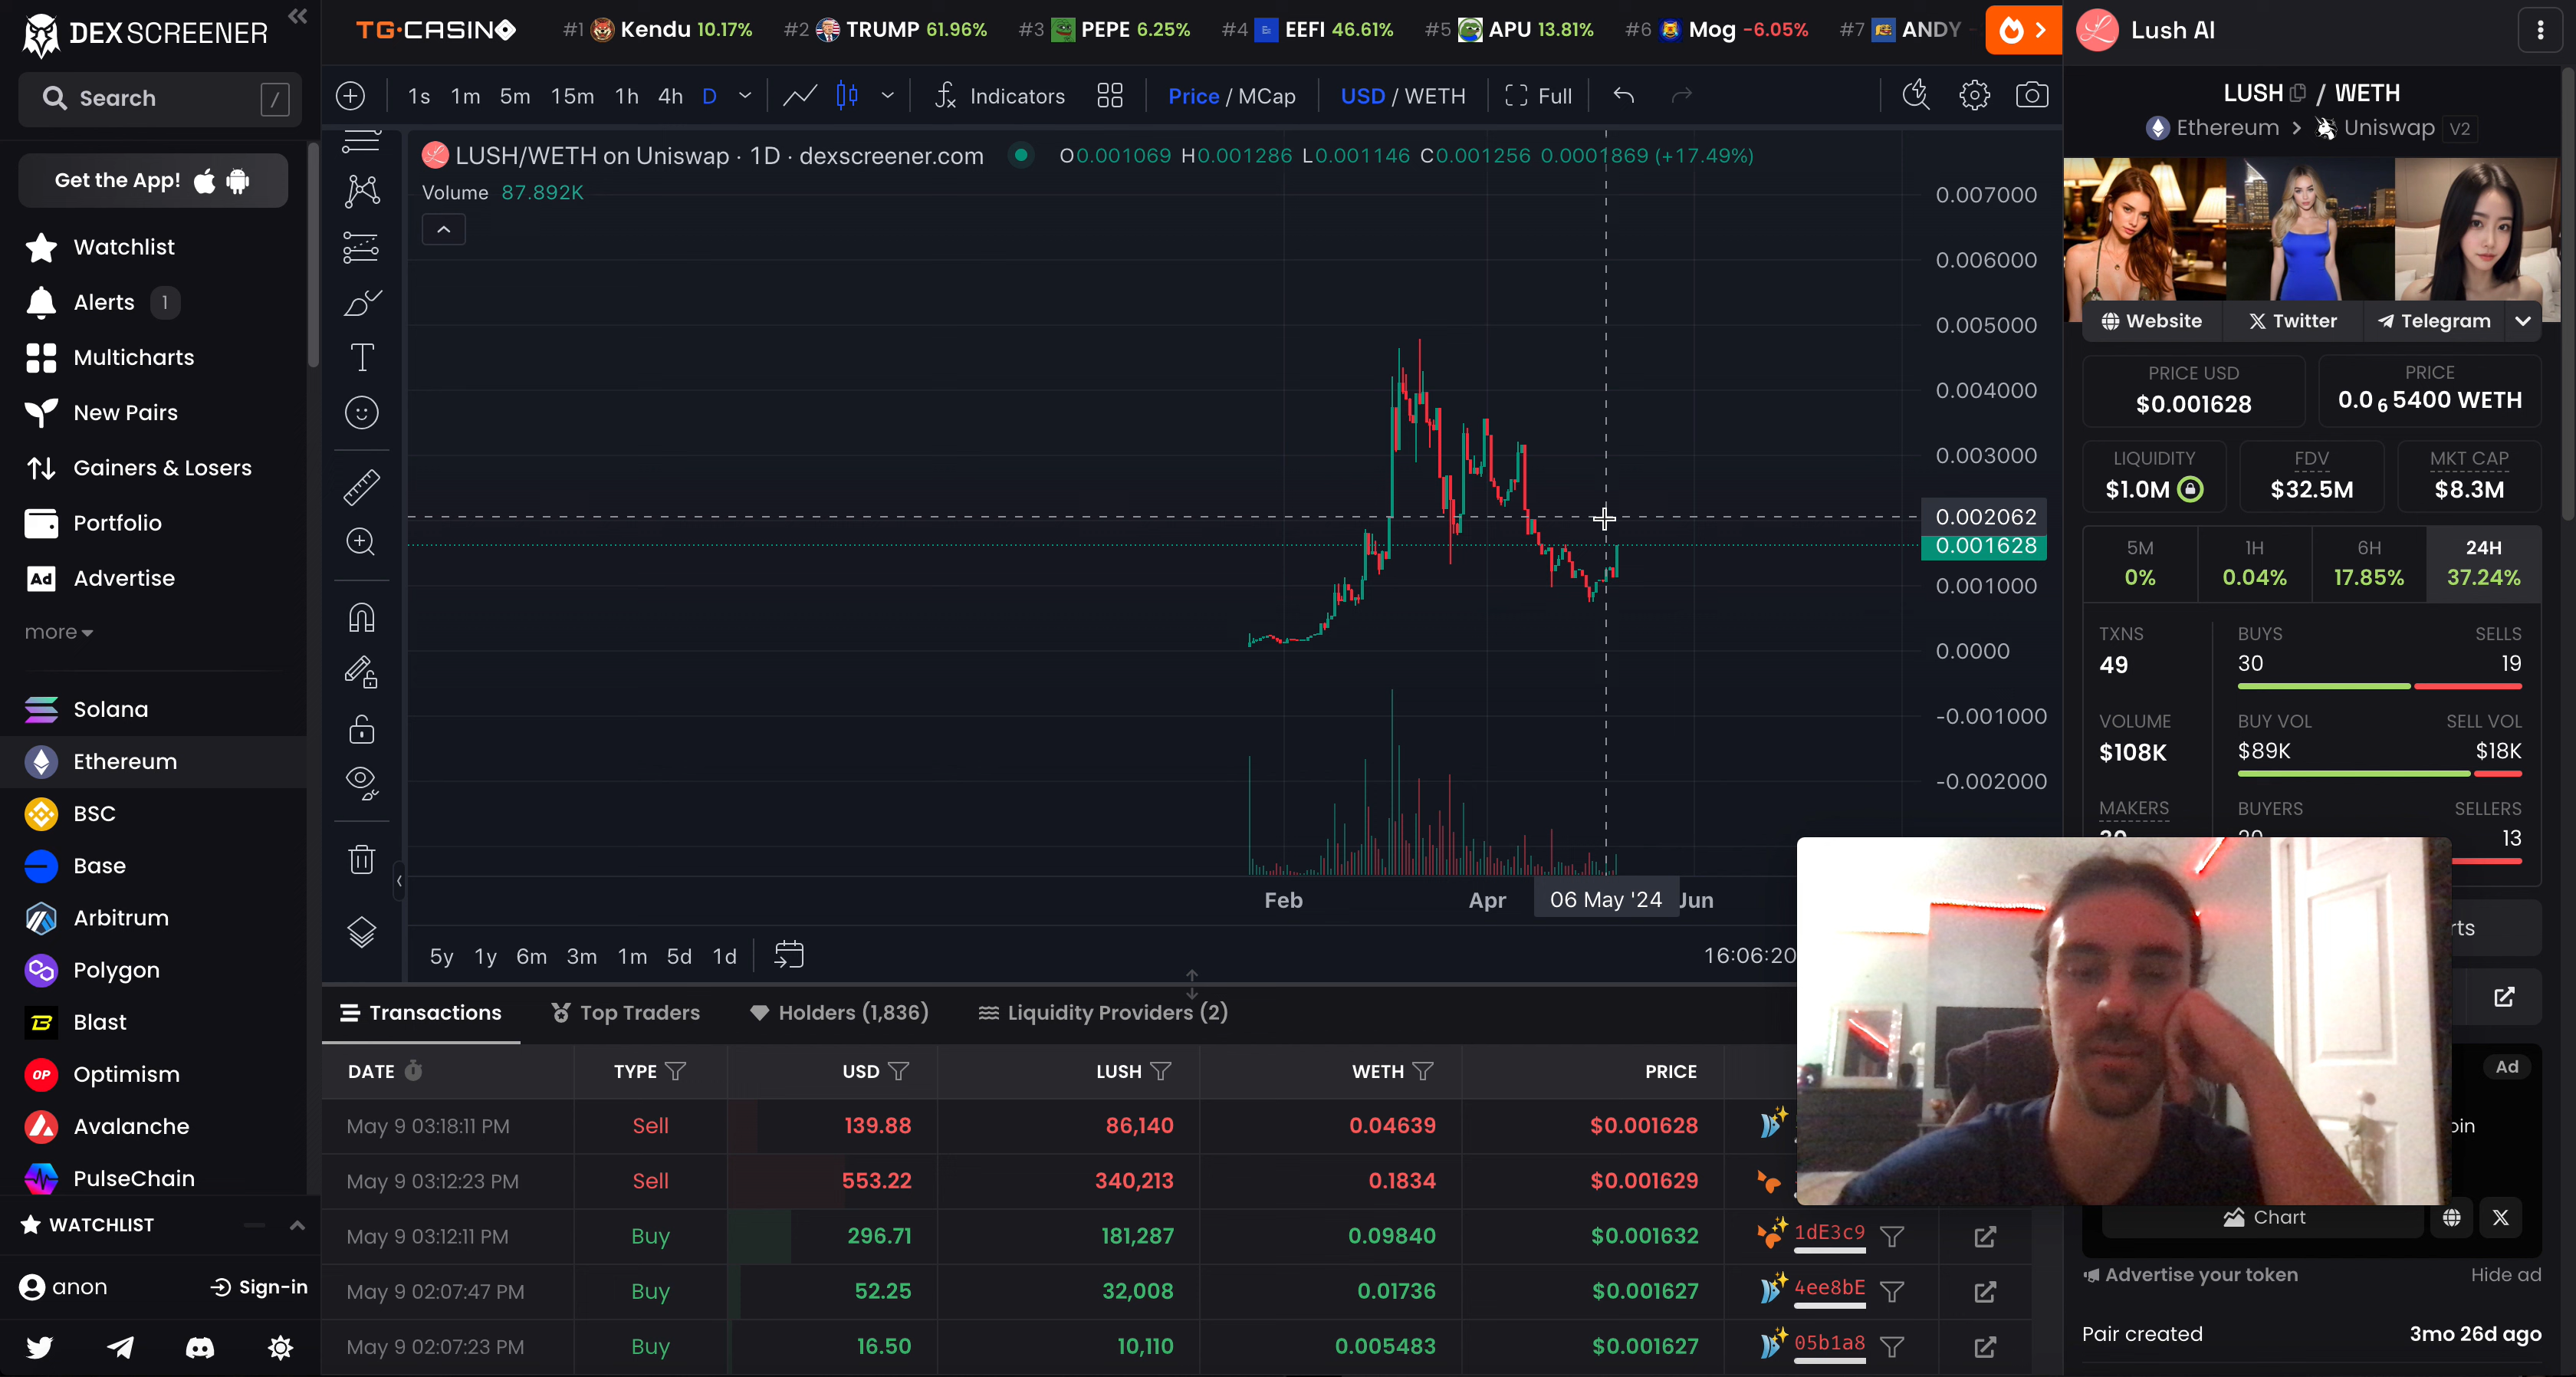 DEX SCREENER
Search /
Get the App!
Watchlist
Alerts 1
Multicharts
New Pairs
Gainers & Losers
Portfolio
Ad Advertise
more
Solana
Ethereum
BSC
Base
Arbitrum
Polygon
Blast
OP Optimism
Avalanche
PulseChain
WATCHLIST
anon Sign-in
TG·CASINO #1 Kendu 10.17% #2 TRUMP 61.96% #3 PEPE 6.25% #4 EEFI 46.61% #5 APU 13.81% #6 Mog -6.05% #7 ANDY
1s 1m 5m 15m 1h 4h D Indicators Price / MCap USD / WETH Full
LUSH/WETH on Uniswap · 1D · dexscreener.com O0.001069 H0.001286 L0.001146 C0.001256 0.0001869 (+17.49%)
Volume 87.892K
0.007000
0.006000
0.005000
0.004000
0.003000
0.002062
0.001628
0.001000
0.0000
-0.001000
-0.002000
Feb Apr 06 May '24 Jun
5y 1y 6m 3m 1m 5d 1d 16:06:20
Transactions Top Traders Holders (1,836) Liquidity Providers (2)
DATE TYPE USD LUSH WETH PRICE
May 9 03:18:11 PM Sell 139.88 86,140 0.04639 $0.001628
May 9 03:12:23 PM Sell 553.22 340,213 0.1834 $0.001629
May 9 03:12:11 PM Buy 296.71 181,287 0.09840 $0.001632 1dE3c9
May 9 02:07:47 PM Buy 52.25 32,008 0.01736 $0.001627 4ee8bE
May 9 02:07:23 PM Buy 16.50 10,110 0.005483 $0.001627 05b1a8
Lush AI
LUSH / WETH
Ethereum > Uniswap V2
Website Twitter Telegram
PRICE USD PRICE
$0.001628 0.0₆5400 WETH
LIQUIDITY FDV MKT CAP
$1.0M $32.5M $8.3M
5M 1H 6H 24H
0% 0.04% 17.85% 37.24%
TXNS BUYS SELLS
49 30 19
VOLUME BUY VOL SELL VOL
$108K $89K $18K
MAKERS BUYERS SELLERS
13
rts
Ad
oin
Chart
Advertise your token Hide ad
Pair created 3mo 26d ago